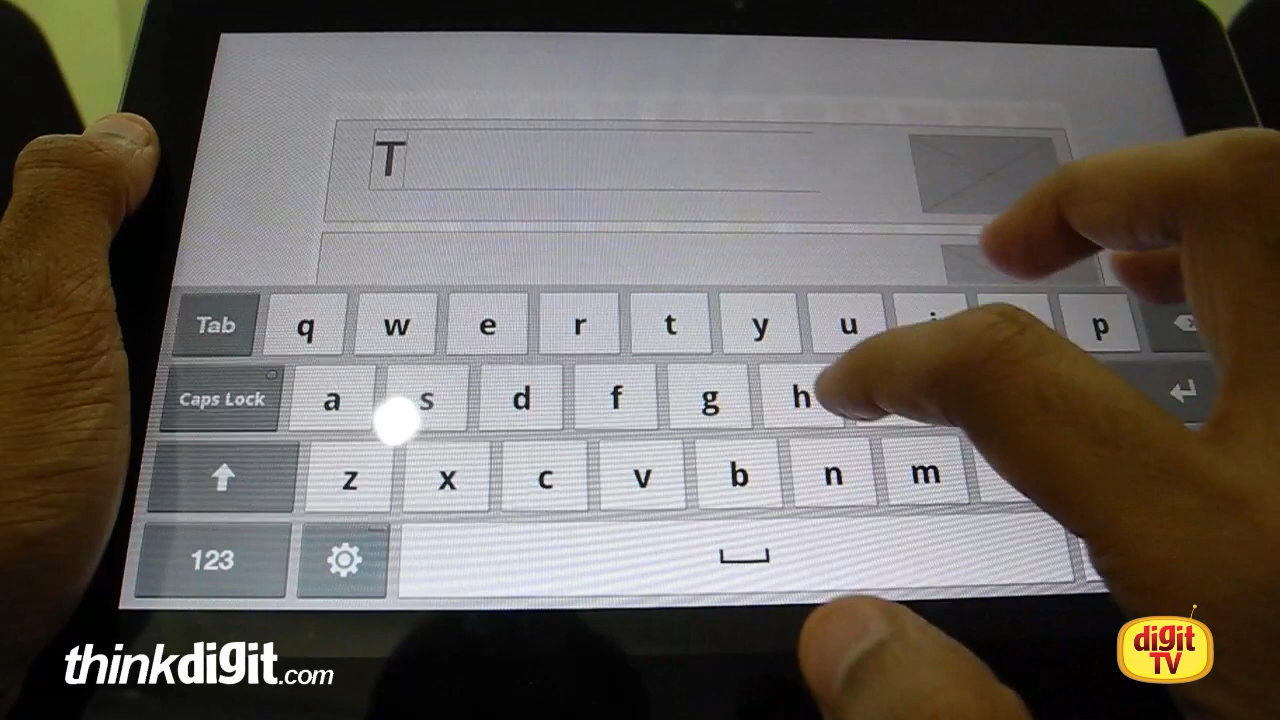 T
Tab q w e r t y u p
Caps Lock a s d f g h
z x c v b n m
123
thinkdigit.com
digit
TV